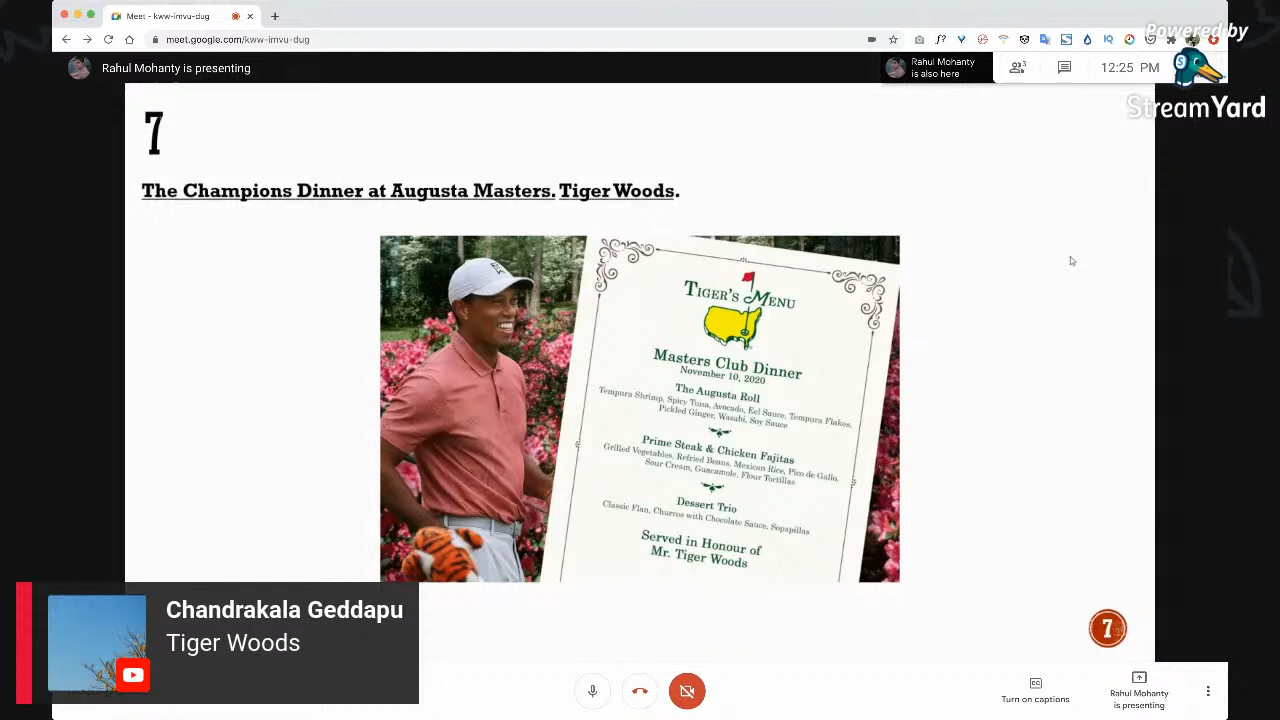 Meet - kww-imvu-dug
meet.google.com/kww-imvu-dug
Powered by
StreamYard
Rahul Mohanty is presenting
Rahul Mohanty
is also here
3
12:25 PM
7
The Champions Dinner at Augusta Masters. Tiger Woods.
TIGER'S MENU
Masters Club Dinner
November 10, 2020
The Augusta Roll
Tempura Shrimp, Spicy Tuna, Avocado, Eel Sauce, Tempura Flakes,
Pickled Ginger, Wasabi, Soy Sauce
Prime Steak & Chicken Fajitas
Grilled Vegetables, Refried Beans, Mexican Rice, Pico de Gallo,
Sour Cream, Guacamole, Flour Tortillas
Dessert Trio
Classic Flan, Churros with Chocolate Sauce, Sopapillas
Served in Honour of
Mr. Tiger Woods
Chandrakala Geddapu
Tiger Woods
7
Turn on captions
Rahul Mohanty
is presenting